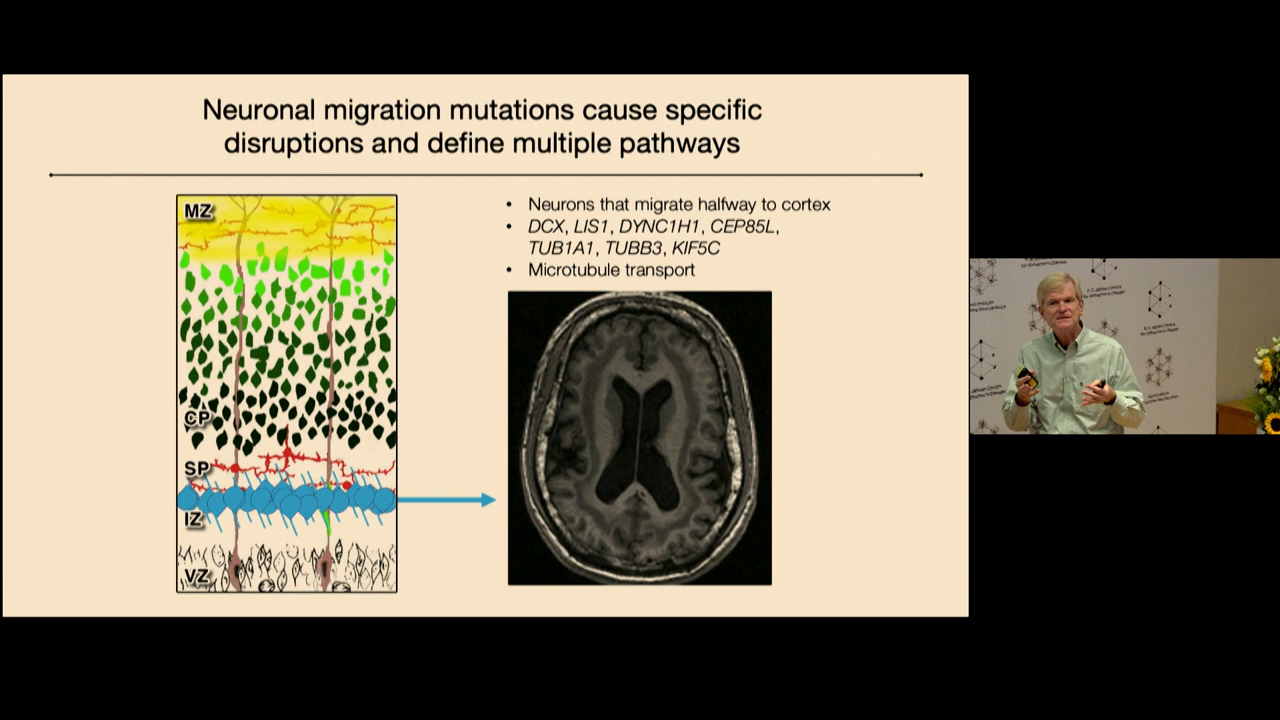 Neuronal migration mutations cause specific
disruptions and define multiple pathways
MZ
CP
SP
IZ
VZ
• Neurons that migrate halfway to cortex
• DCX, LIS1, DYNC1H1, CEP85L,
TUB1A1, TUBB3, KIF5C
• Microtubule transport